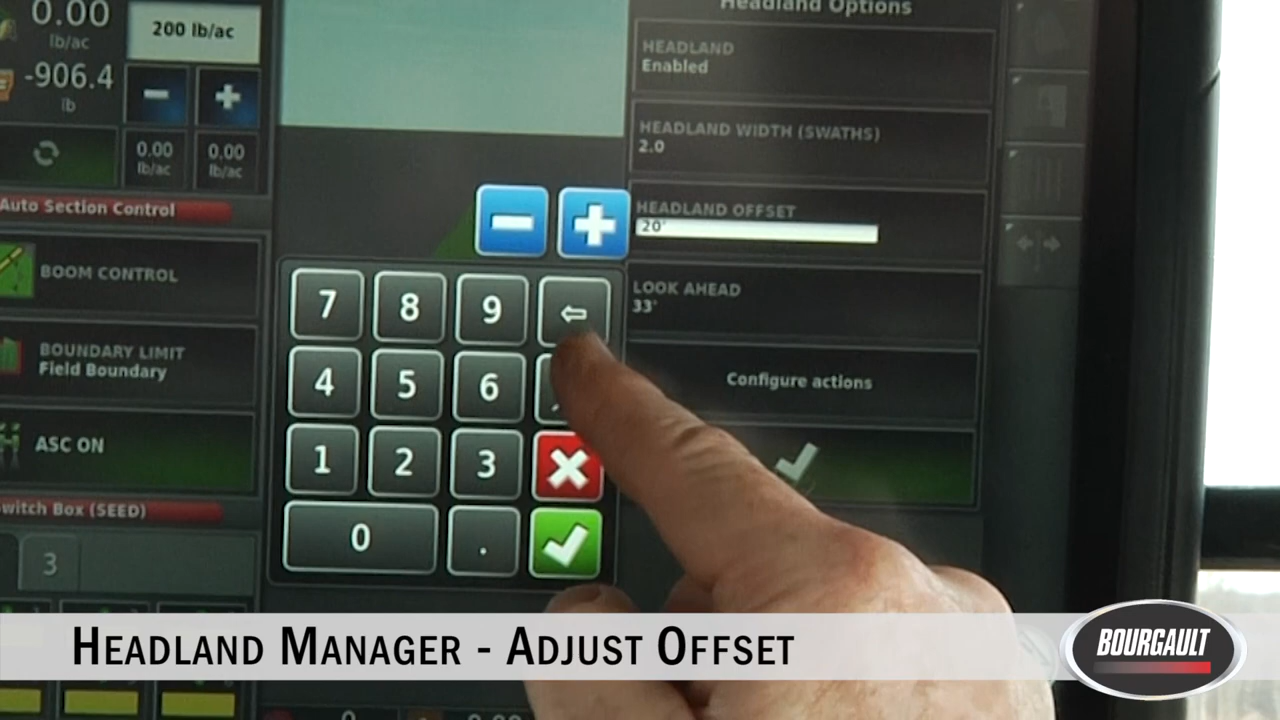 0.00
lb/ac
200 lb/ac
-906.4
lb
0.00
lb/ac
0.00
lb/ac
Auto Section Control
BOOM CONTROL
BOUNDARY LIMIT
Field Boundary
ASC ON
Switch Box (SEED)
3
Headland Options
HEADLAND
Enabled
HEADLAND WIDTH (SWATHS)
2.0
HEADLAND OFFSET
20'
LOOK AHEAD
33'
Configure actions
7 8 9
4 5 6
1 2 3
0 .
HEADLAND MANAGER - ADJUST OFFSET
BOURGAULT